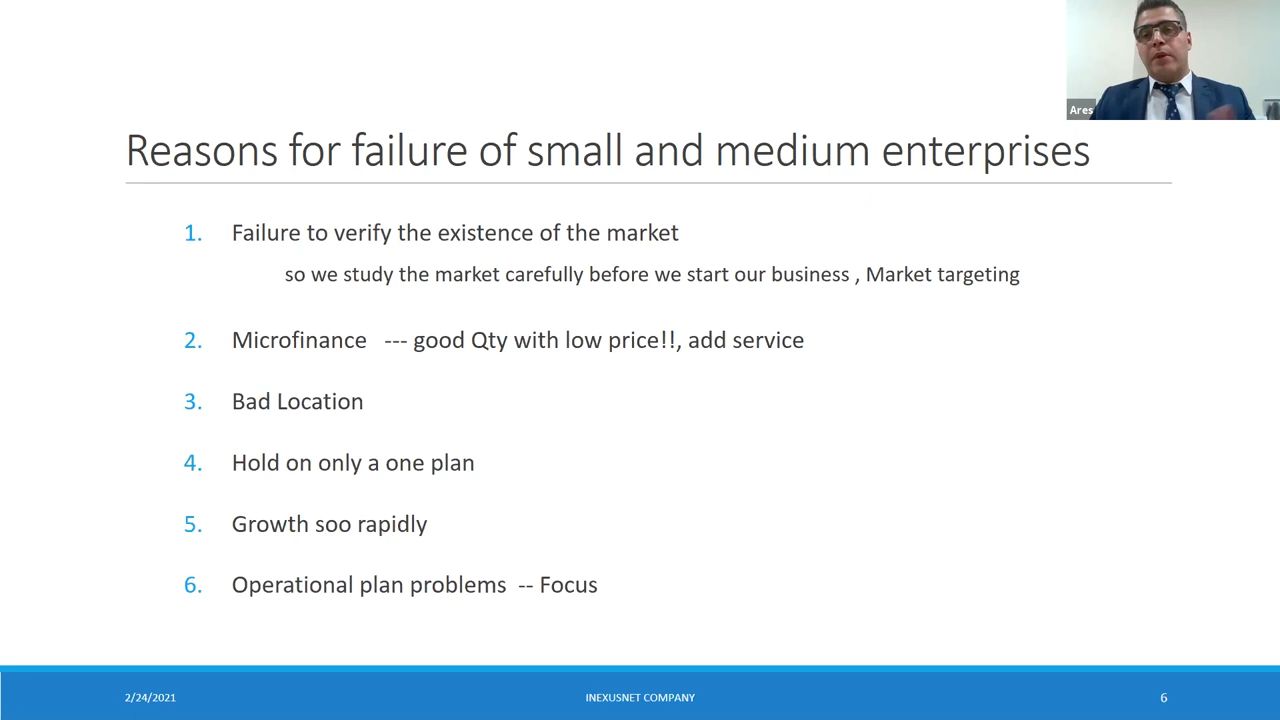 Ares
Reasons for failure of small and medium enterprises
1. Failure to verify the existence of the market
so we study the market carefully before we start our business , Market targeting
2. Microfinance --- good Qty with low price!!, add service
3. Bad Location
4. Hold on only a one plan
5. Growth soo rapidly
6. Operational plan problems -- Focus
2/24/2021 INEXUSNET COMPANY 6